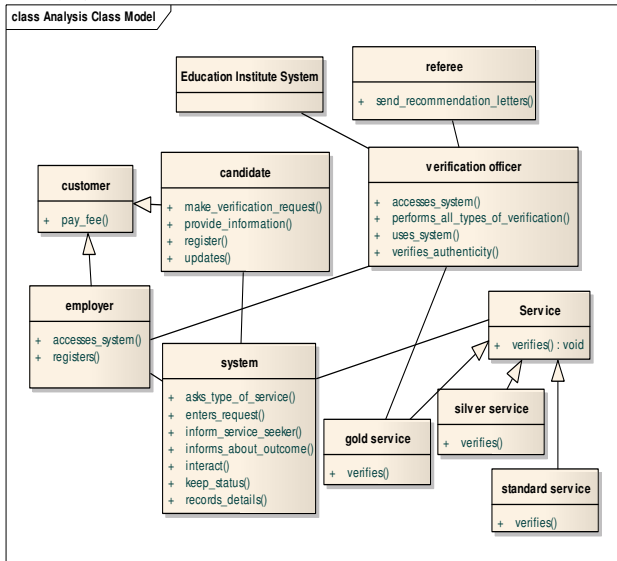 class Analysis Class Model
Education Institute System
referee
+ send_recommendation_letters()
candidate
+ make_verification_request()
+ provide_information()
+ register()
+ updates()
verification officer
+ accesses_system()
+ performs_all_types_of_verification()
+ uses_system()
+ verifies_authenticity()
customer
+ pay_fee()
employer
+ accesses_system()
+ registers()
system
+ asks_type_of_service()
+ enters_request()
+ inform_service_seeker()
+ informs_about_outcome()
+ interact()
+ keep_status()
+ records_details()
Service
+ verifies() : void
gold service
+ verifies()
silver service
+ verifies()
standard service
+ verifies()